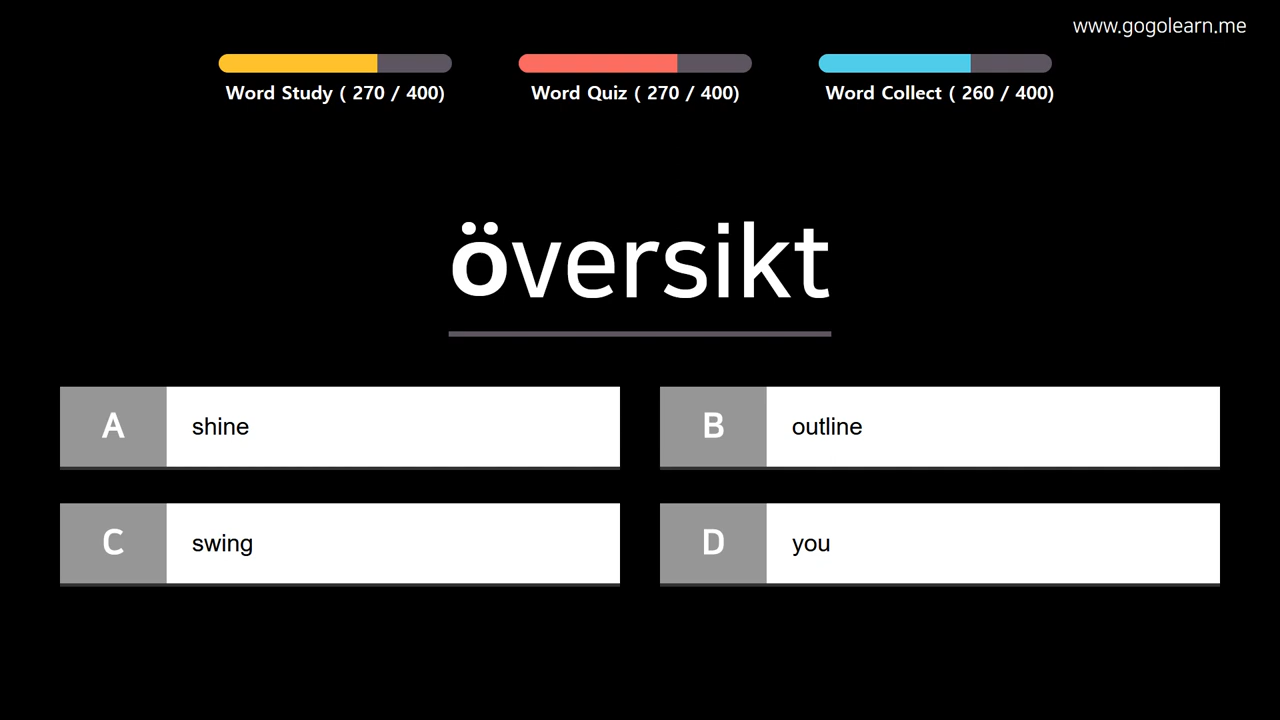 www.gogolearn.me
Word Study ( 270 / 400)
Word Quiz ( 270 / 400)
Word Collect ( 260 / 400)
översikt
A shine
B outline
C swing
D you